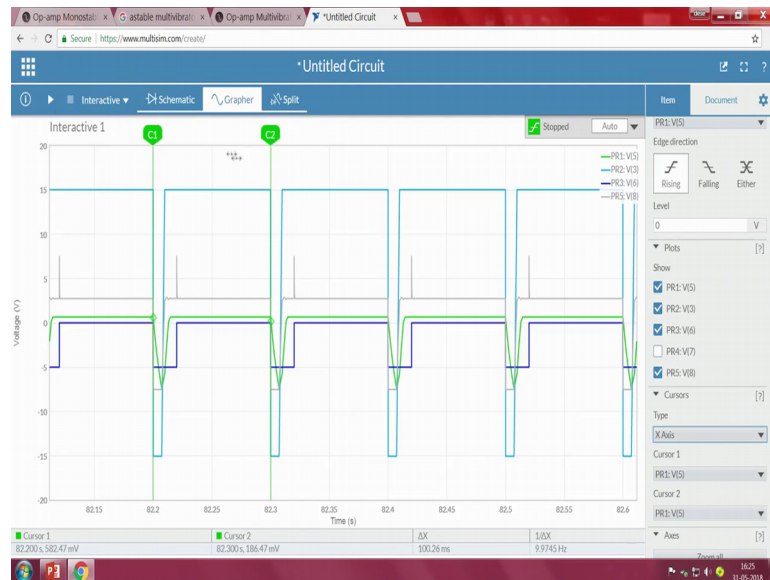 Op-amp Monostab
astable multivibrato
Op-amp Multivibrat
*Untitled Circuit
Secure | https://www.multisim.com/create/
*Untitled Circuit
Interactive
Schematic
Grapher
Split
Item
Document
Interactive 1
C1
C2
Stopped
Auto
PR1: V(5)
PR2: V(3)
PR3: V(6)
PR5: V(8)
20
15
10
5
0
-5
-10
-15
-20
Voltage (V)
82.15
82.2
82.25
82.3
82.35
82.4
82.45
82.5
82.55
82.6
Time (s)
Cursor 1
82.200 s, 582.47 mV
Cursor 2
82.300 s, 186.47 mV
ΔX
100.26 ms
1/ΔX
9.9745 Hz
PR1: V(5)
Edge direction
Rising
Falling
Either
Level
0
V
Plots
[?]
Show
PR1: V(5)
PR2: V(3)
PR3: V(6)
PR4: V(7)
PR5: V(8)
Cursors
[?]
Type
X Axis
Cursor 1
PR1: V(5)
Cursor 2
PR1: V(5)
Axes
[?]
Zoom all
16:25
31-05-2018